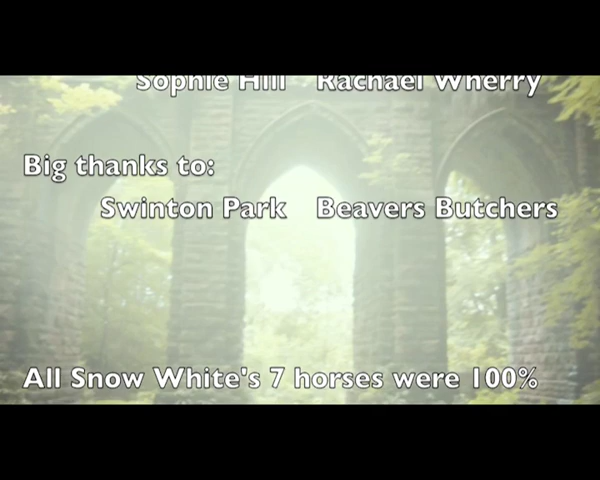 Sophie Hill Rachael Wherry
Big thanks to:
Swinton Park Beavers Butchers
All Snow White's 7 horses were 100%